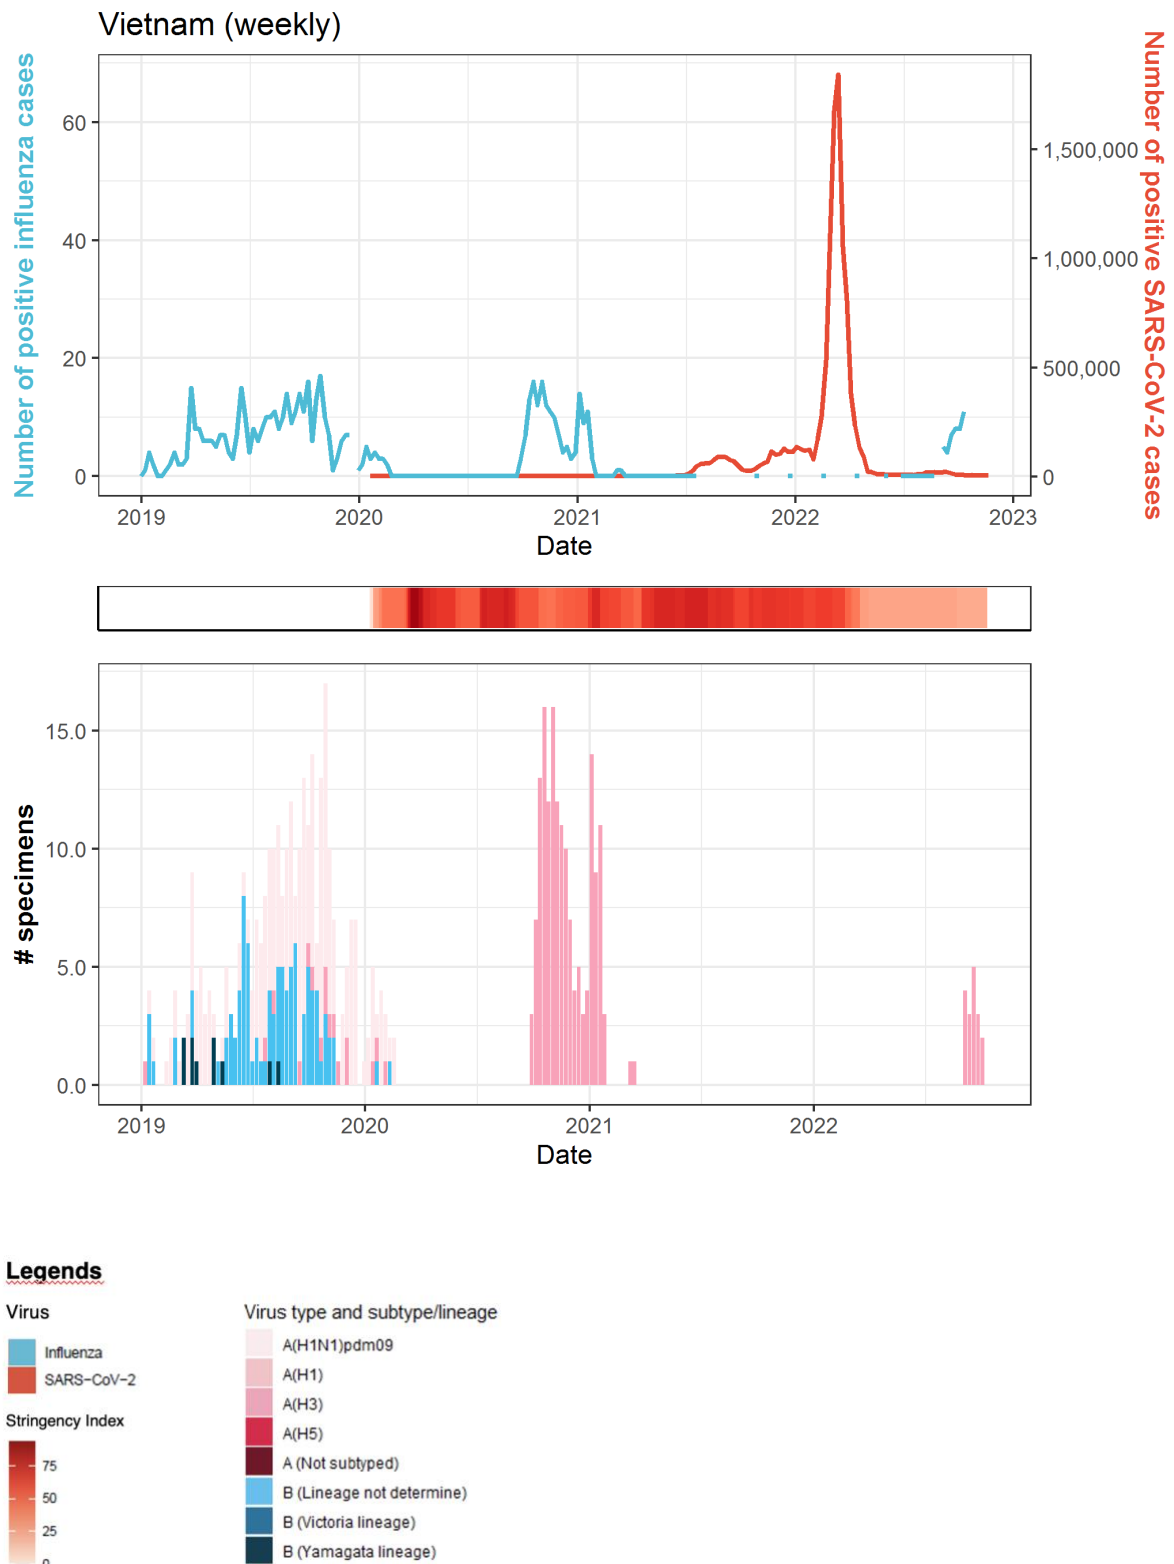 Vietnam (weekly)
Number of positive influenza cases
60
40
20
0
1,500,000
1,000,000
500,000
0
Number of positive SARS-CoV-2 cases
2019 2020 2021 2022 2023
Date
# specimens
15.0
10.0
5.0
0.0
2019 2020 2021 2022
Date
Legends
Virus
Influenza
SARS-CoV-2
Stringency Index
75
50
25
0
Virus type and subtype/lineage
A(H1N1)pdm09
A(H1)
A(H3)
A(H5)
A (Not subtyped)
B (Lineage not determine)
B (Victoria lineage)
B (Yamagata lineage)